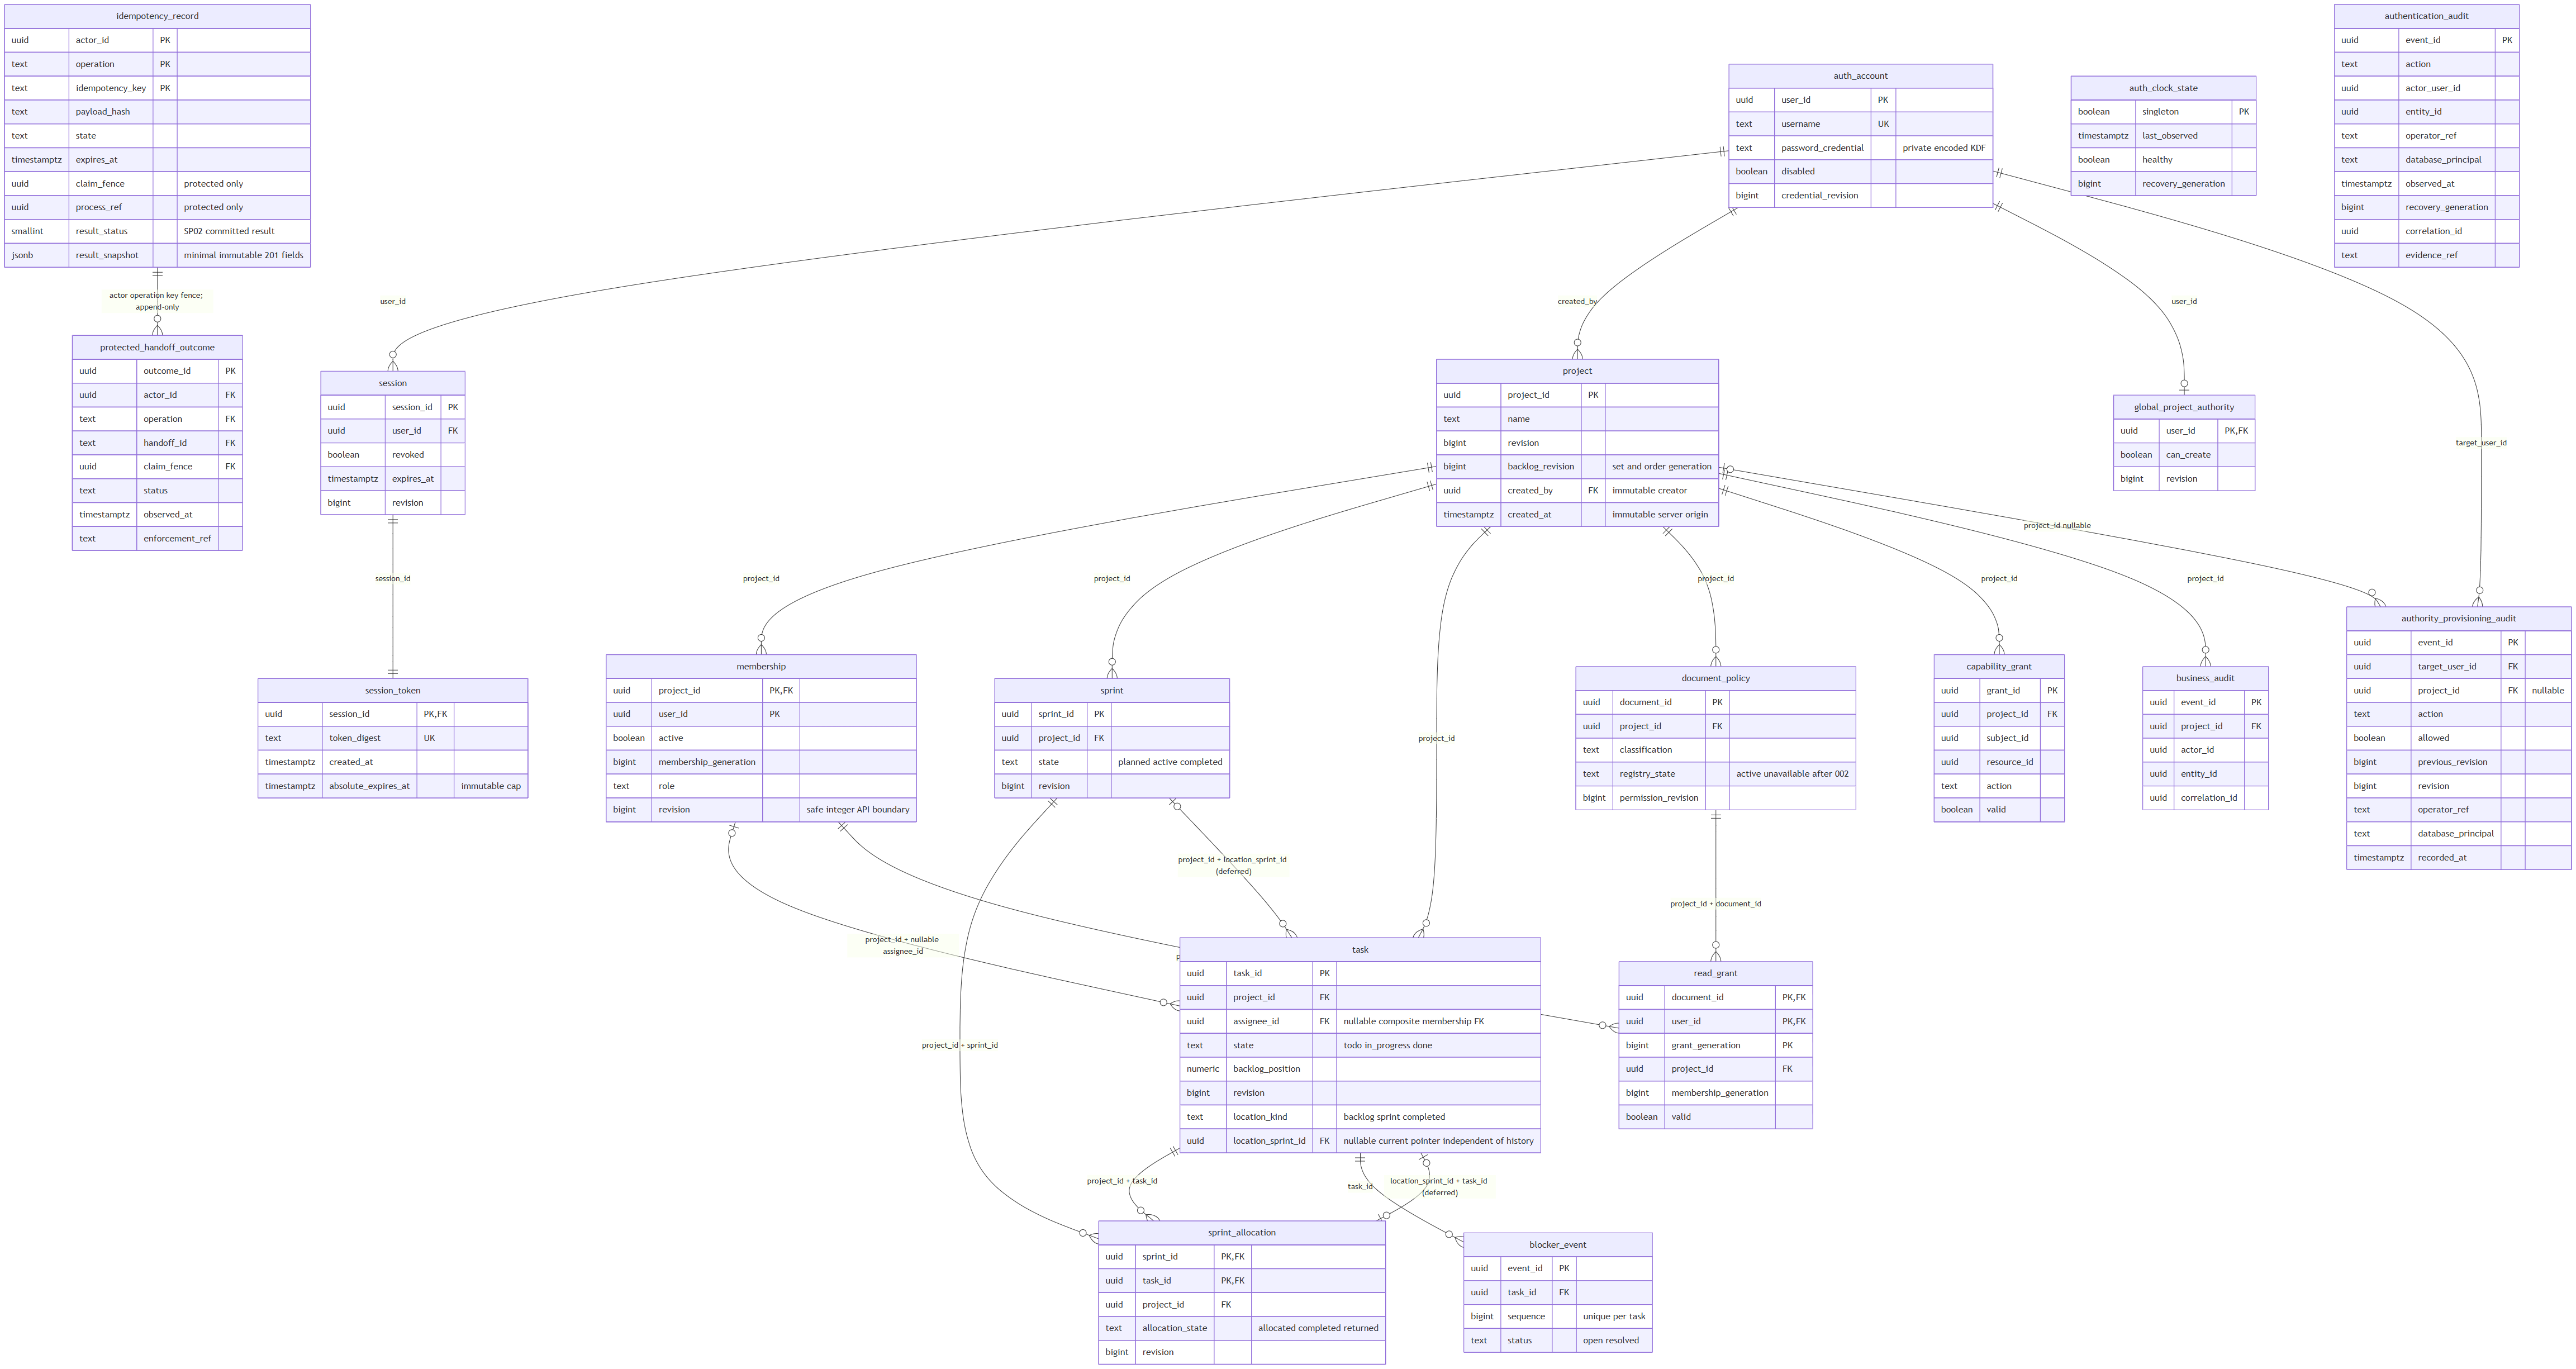 idempotency_record
uuid actor_id PK
text operation PK
text idempotency_key PK
text payload_hash
text state
timestamptz expires_at
uuid claim_fence protected only
uuid process_ref protected only
smallint result_status SP02 committed result
jsonb result_snapshot minimal immutable 201 fields
authentication_audit
uuid event_id PK
text action
uuid actor_user_id
uuid entity_id
text operator_ref
text database_principal
timestamptz observed_at
bigint recovery_generation
uuid correlation_id
text evidence_ref
auth_account
uuid user_id PK
text username UK
text password_credential private encoded KDF
boolean disabled
bigint credential_revision
auth_clock_state
boolean singleton PK
timestamptz last_observed
boolean healthy
bigint recovery_generation
actor operation key fence;
append-only
user_id
created_by
user_id
target_user_id
protected_handoff_outcome
uuid outcome_id PK
uuid actor_id FK
text operation FK
text handoff_id FK
uuid claim_fence FK
text status
timestamptz observed_at
text enforcement_ref
session
uuid session_id PK
uuid user_id FK
boolean revoked
timestamptz expires_at
bigint revision
project
uuid project_id PK
text name
bigint revision
bigint backlog_revision set and order generation
uuid created_by FK immutable creator
timestamptz created_at immutable server origin
global_project_authority
uuid user_id PK,FK
boolean can_create
bigint revision
session_id
project_id
project_id
project_id
project_id
project_id
project_id
project_id nullable
session_token
uuid session_id PK,FK
text token_digest UK
timestamptz created_at
timestamptz absolute_expires_at immutable cap
membership
uuid project_id PK,FK
uuid user_id PK
boolean active
bigint membership_generation
text role
bigint revision safe integer API boundary
sprint
uuid sprint_id PK
uuid project_id FK
text state planned active completed
bigint revision
document_policy
uuid document_id PK
uuid project_id FK
text classification
text registry_state active unavailable after 002
bigint permission_revision
capability_grant
uuid grant_id PK
uuid project_id FK
uuid subject_id
uuid resource_id
text action
boolean valid
business_audit
uuid event_id PK
uuid project_id FK
uuid actor_id
uuid entity_id
uuid correlation_id
authority_provisioning_audit
uuid event_id PK
uuid target_user_id FK
uuid project_id FK nullable
text action
boolean allowed
bigint previous_revision
bigint revision
text operator_ref
text database_principal
timestamptz recorded_at
project_id + location_sprint_id
(deferred)
project_id + nullable
assignee_id
p
project_id + document_id
project_id + sprint_id
task
uuid task_id PK
uuid project_id FK
uuid assignee_id FK nullable composite membership FK
text state todo in_progress done
numeric backlog_position
bigint revision
text location_kind backlog sprint completed
uuid location_sprint_id FK nullable current pointer independent of history
read_grant
uuid document_id PK,FK
uuid user_id PK,FK
bigint grant_generation PK
uuid project_id FK
bigint membership_generation
boolean valid
project_id + task_id
task_id
location_sprint_id + task_id
(deferred)
sprint_allocation
uuid sprint_id PK,FK
uuid task_id PK,FK
uuid project_id FK
text allocation_state allocated completed returned
bigint revision
blocker_event
uuid event_id PK
uuid task_id FK
bigint sequence unique per task
text status open resolved